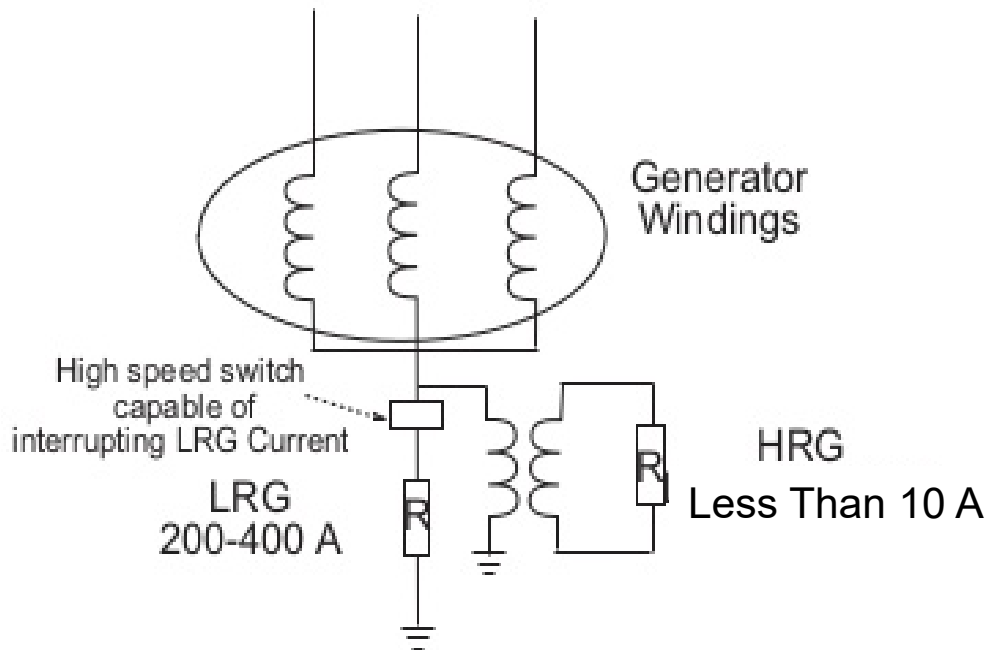 Generator
Windings
High speed switch
capable of
interrupting LRG Current
LRG
200-400 A
R
R
HRG
Less Than 10 A